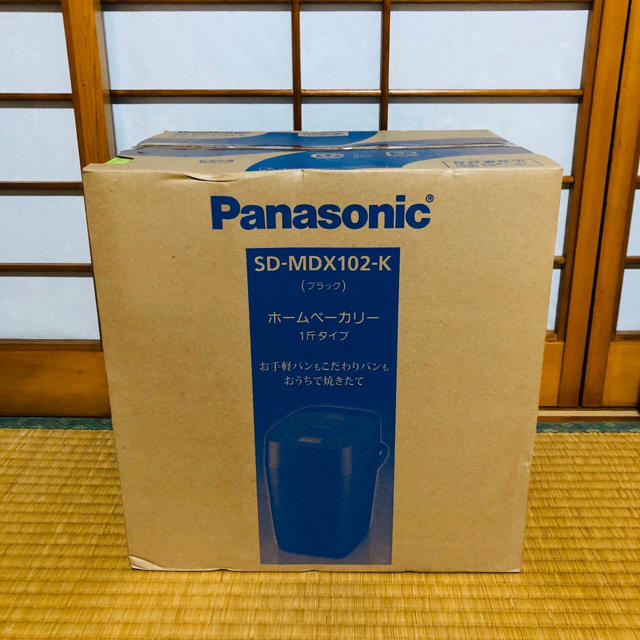 Panasonic®
SD-MDX102-K
(ブラック)
ホームベーカリー
1斤タイプ
お手軽パンもこだわりパンも
おうちで焼きたて